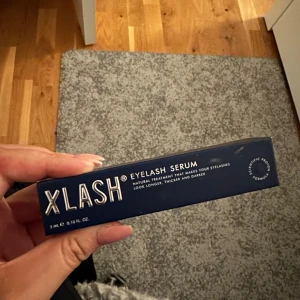 XLASH®
EYELASH SERUM
NATURAL TREATMENT THAT MAKES YOUR EYELASHES
LOOK LONGER, THICKER AND DARKER
3 mL ℮ 0.10 FL. OZ.